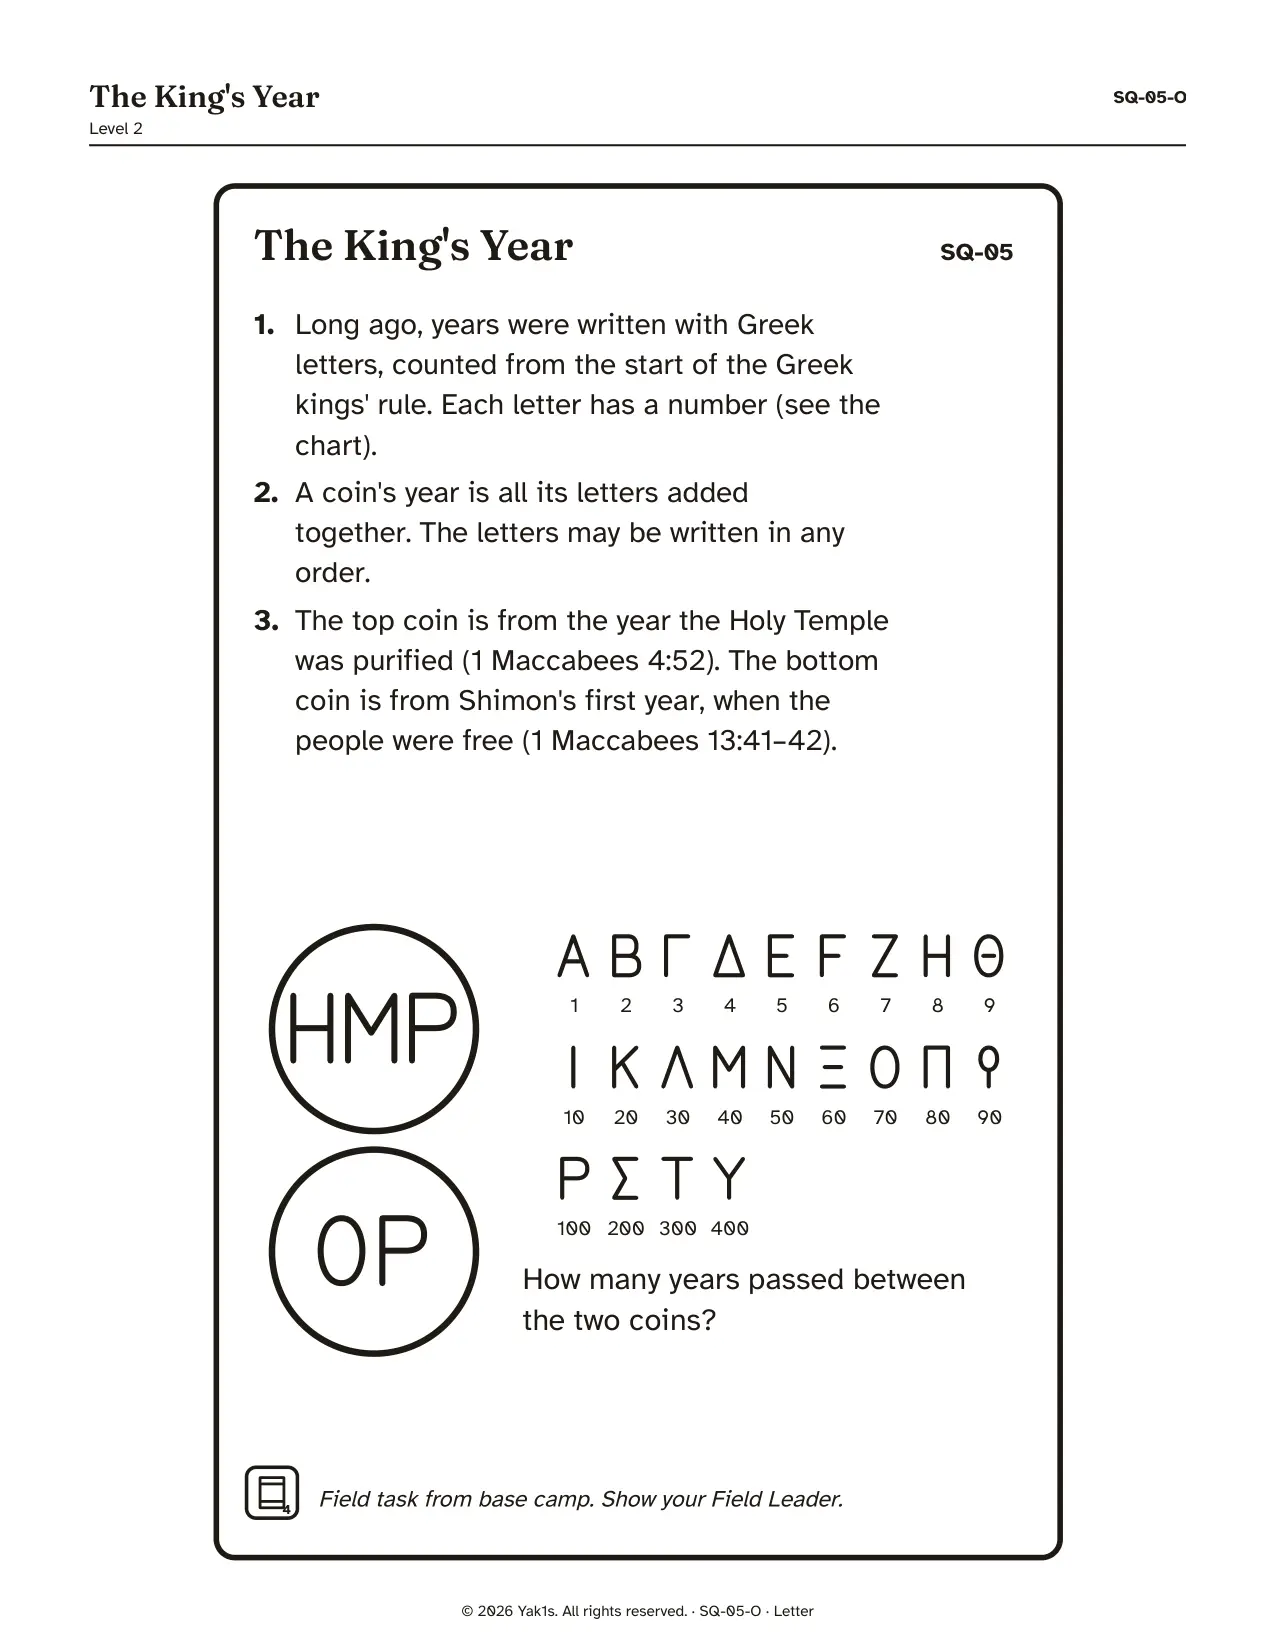 The King's Year
SQ-05-O
Level 2
The King's Year
SQ-05
1. Long ago, years were written with Greek
letters, counted from the start of the Greek
kings' rule. Each letter has a number (see the
chart).
2. A coin's year is all its letters added
together. The letters may be written in any
order.
3. The top coin is from the year the Holy Temple
was purified (1 Maccabees 4:52). The bottom
coin is from Shimon's first year, when the
people were free (1 Maccabees 13:41–42).
ΗΜΡ
Α Β Γ Δ Ε F Ζ Η Θ
1 2 3 4 5 6 7 8 9
Ι Κ Λ Μ Ν Ξ Ο Π Ϙ
10 20 30 40 50 60 70 80 90
ΟΡ
Ρ Σ Τ Υ
100 200 300 400
How many years passed between
the two coins?
4
Field task from base camp. Show your Field Leader.
© 2026 Yak1s. All rights reserved. · SQ-05-O · Letter